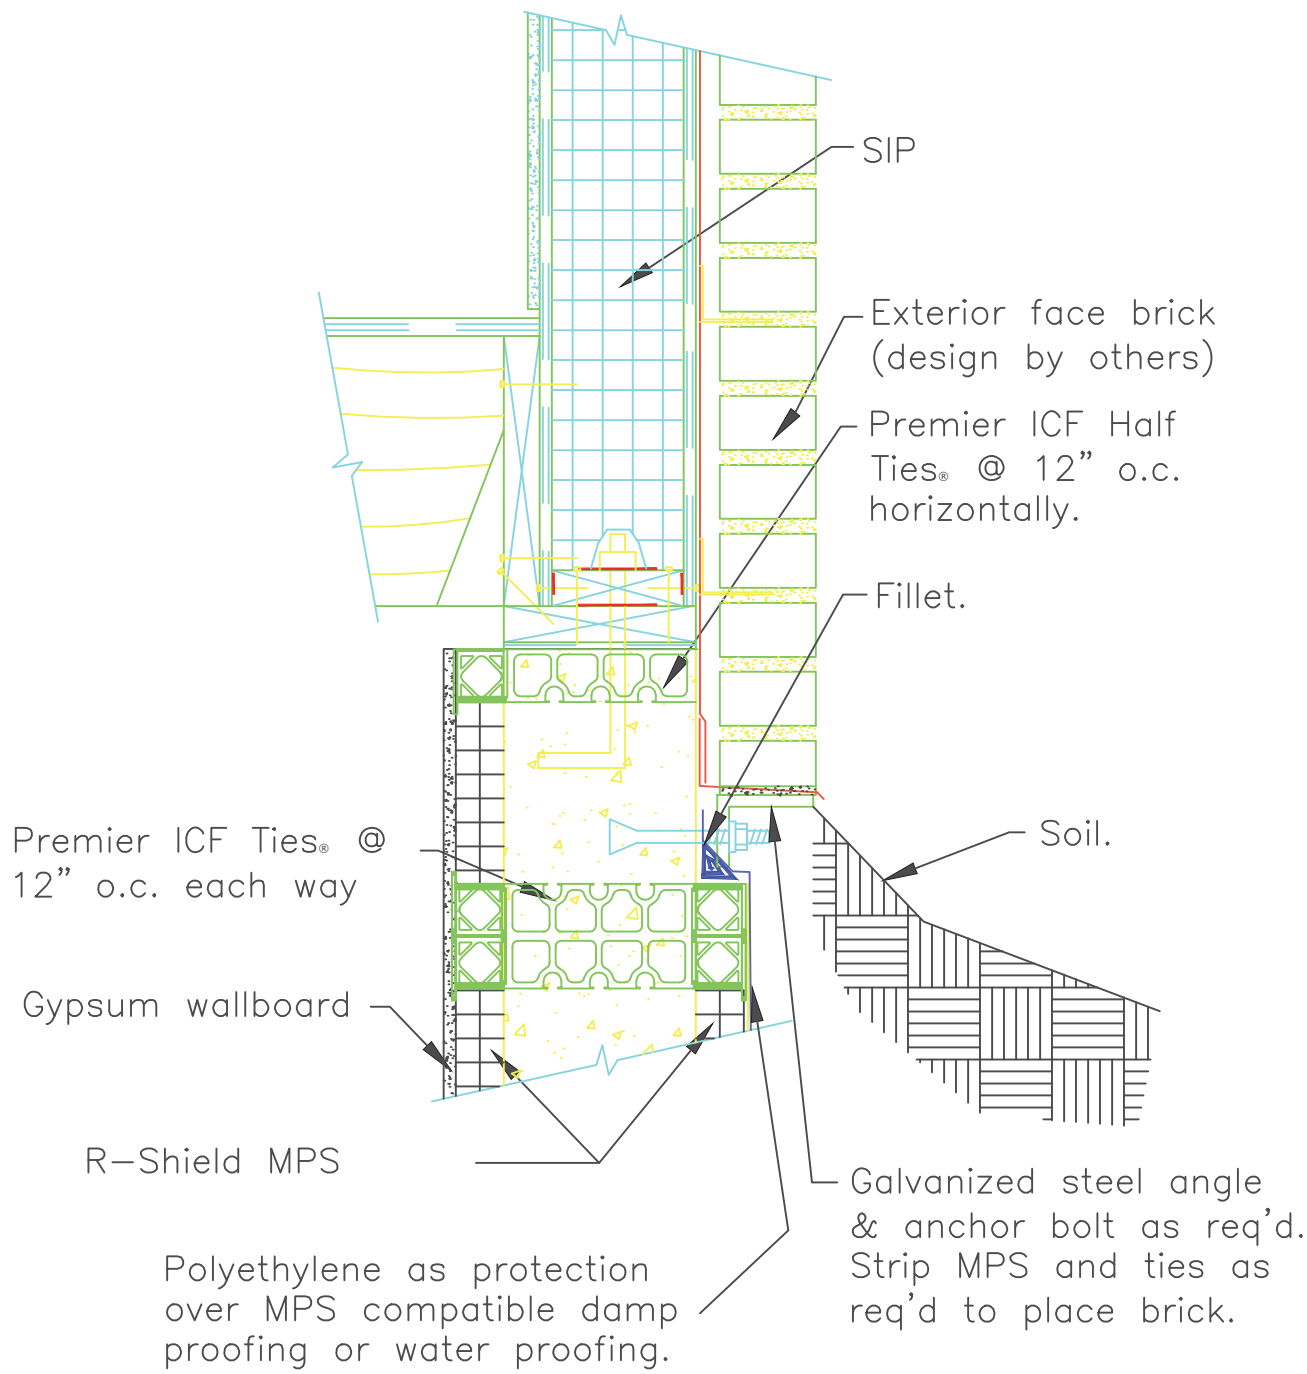 SIP
Exterior face brick
(design by others)
Premier ICF Half
Ties® @ 12” o.c.
horizontally.
Fillet.
Soil.
Premier ICF Ties® @
12” o.c. each way
Gypsum wallboard
R-Shield MPS
Galvanized steel angle
& anchor bolt as req’d.
Strip MPS and ties as
req’d to place brick.
Polyethylene as protection
over MPS compatible damp
proofing or water proofing.